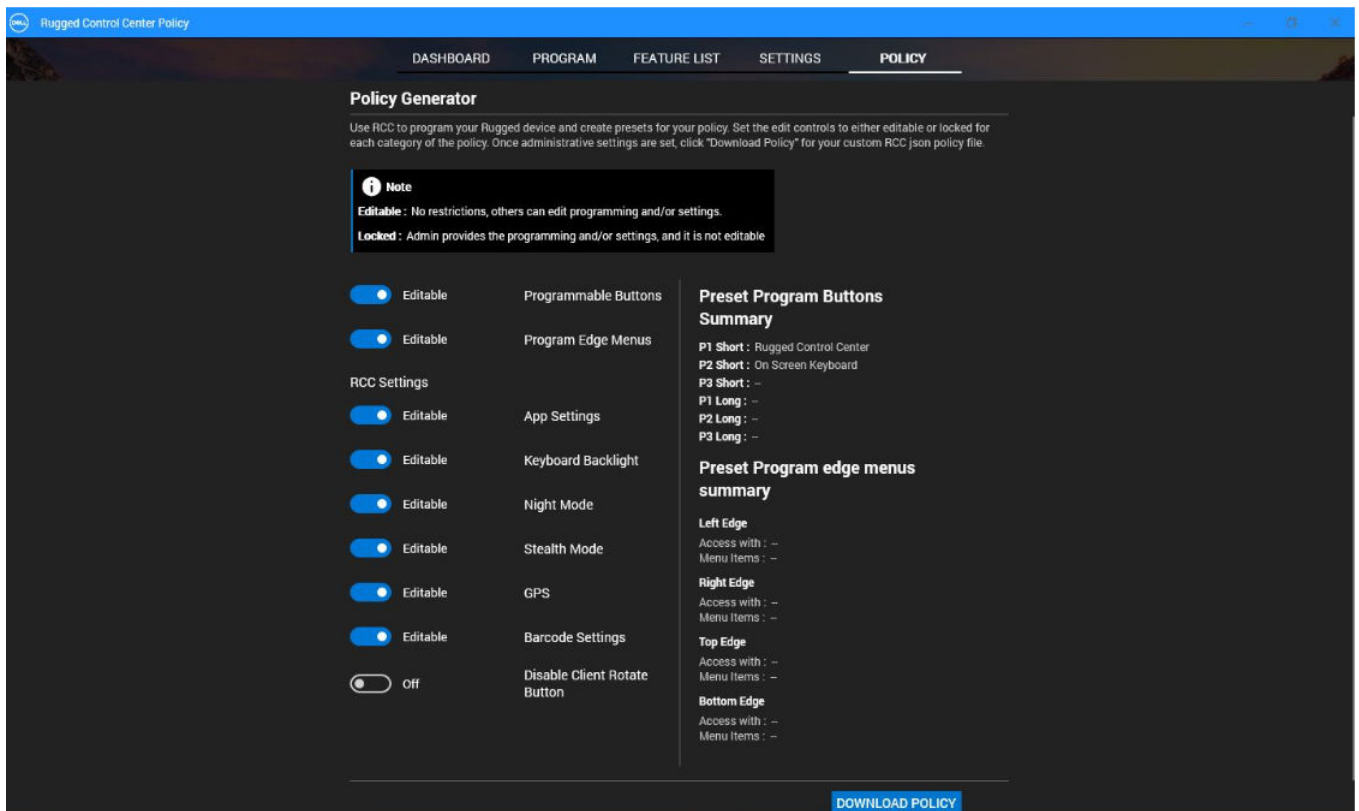 DELL
Rugged Control Center Policy
DASHBOARD PROGRAM FEATURE LIST SETTINGS POLICY
Policy Generator
Use RCC to program your Rugged device and create presets for your policy. Set the edit controls to either editable or locked for
each category of the policy. Once administrative settings are set, click "Download Policy" for your custom RCC json policy file.
Note
Editable : No restrictions, others can edit programming and/or settings.
Locked : Admin provides the programming and/or settings, and it is not editable
Editable Programmable Buttons
Editable Program Edge Menus
RCC Settings
Editable App Settings
Editable Keyboard Backlight
Editable Night Mode
Editable Stealth Mode
Editable GPS
Editable Barcode Settings
Off Disable Client Rotate
Button
Preset Program Buttons
Summary
P1 Short : Rugged Control Center
P2 Short : On Screen Keyboard
P3 Short : --
P1 Long : --
P2 Long : --
P3 Long : --
Preset Program edge menus
summary
Left Edge
Access with : --
Menu Items : --
Right Edge
Access with : --
Menu Items : --
Top Edge
Access with : --
Menu Items : --
Bottom Edge
Access with : --
Menu Items : --
DOWNLOAD POLICY